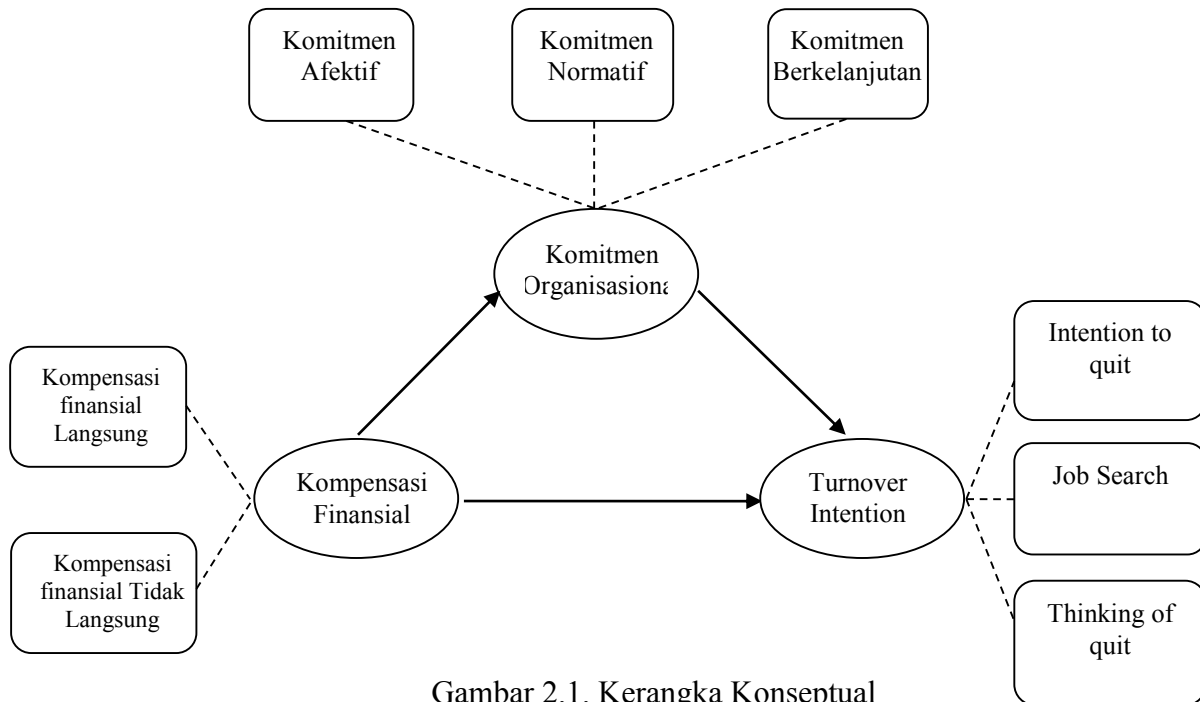 Komitmen
Afektif
Komitmen
Normatif
Komitmen
Berkelanjutan
Komitmen
Organisasiona
Intention to
quit
Kompensasi
finansial
Langsung
Job Search
Kompensasi
Finansial
Turnover
Intention
Kompensasi
finansial Tidak
Langsung
Thinking of
quit
Gambar 2.1. Kerangka Konseptual